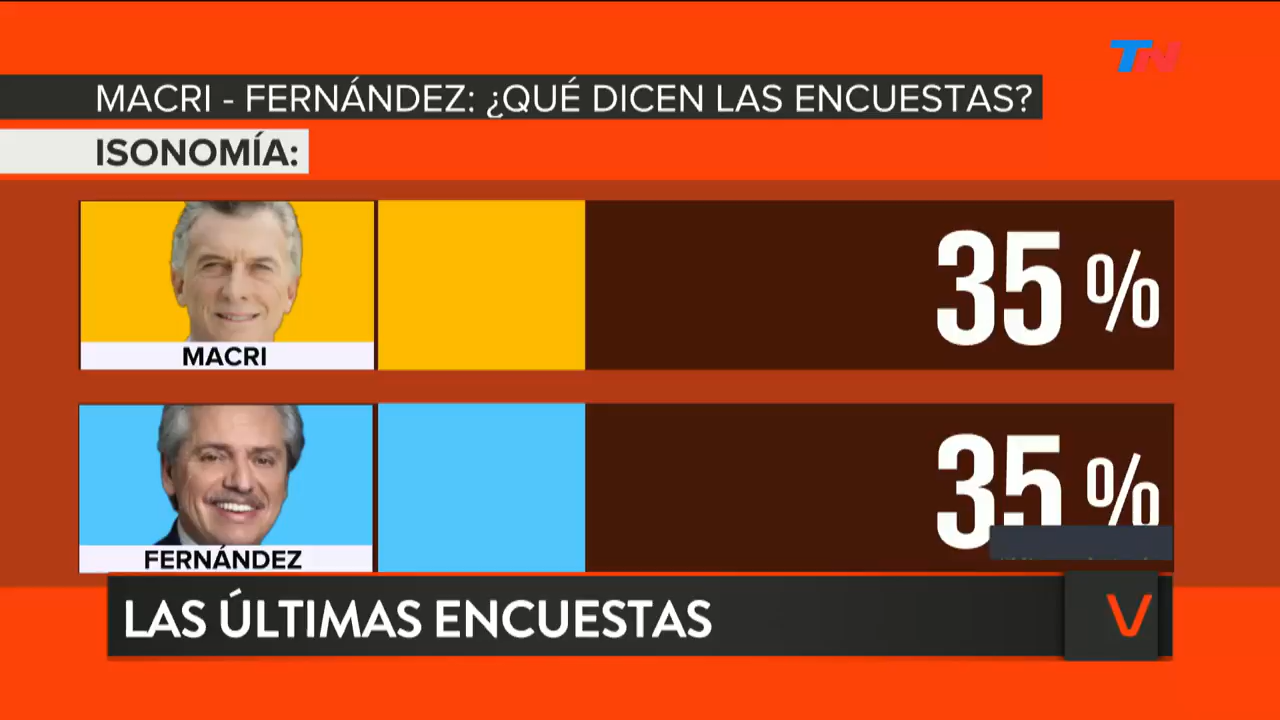 TN
MACRI - FERNÁNDEZ: ¿QUÉ DICEN LAS ENCUESTAS?
ISONOMÍA:
35 %
MACRI
35 %
FERNÁNDEZ
LAS ÚLTIMAS ENCUESTAS
V